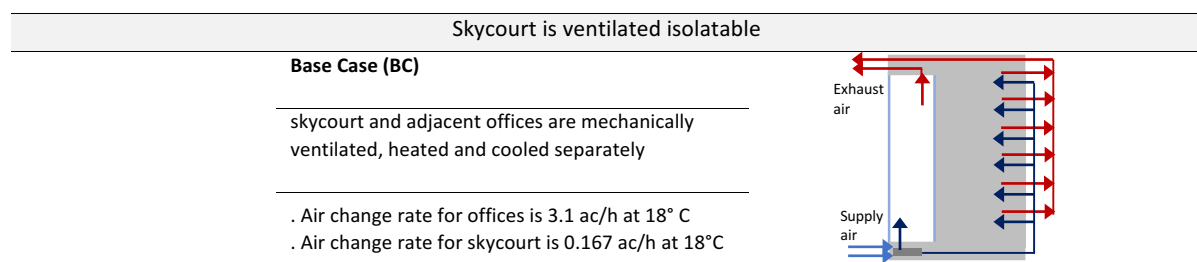 Skycourt is ventilated isolatable
Base Case (BC)
skycourt and adjacent offices are mechanically
ventilated, heated and cooled separately
. Air change rate for offices is 3.1 ac/h at 18° C
. Air change rate for skycourt is 0.167 ac/h at 18°C
Exhaust
air
Supply
air